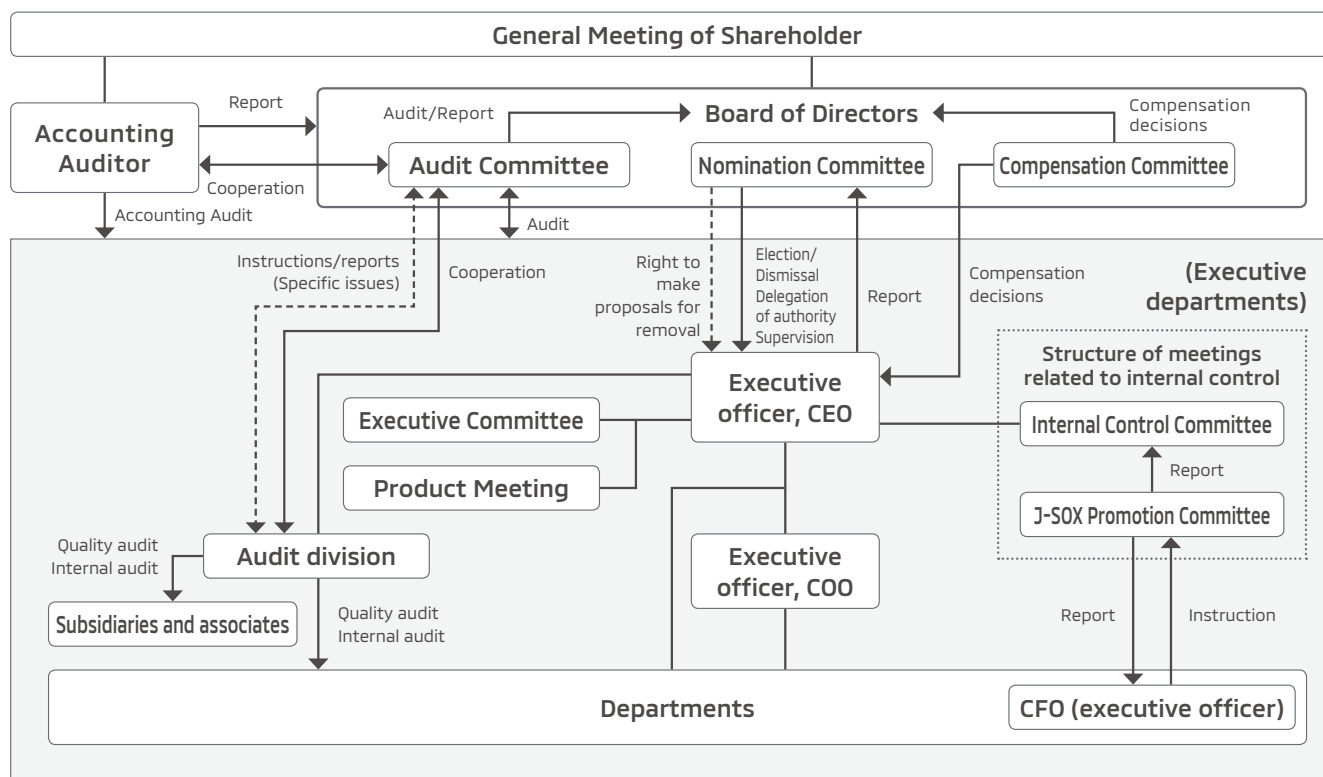 General Meeting of Shareholder
Report
Accounting
Auditor
Cooperation
Accounting Audit
Audit/Report
Board of Directors
Compensation
decisions
Audit Committee
Nomination Committee
Compensation Committee
Audit
Instructions/reports
(Specific issues)
Cooperation
Right to
make
proposals for
removal
Election/
Dismissal
Delegation
of authority
Supervision
Report
Compensation
decisions
(Executive
departments)
Structure of meetings
related to internal control
Executive
officer, CEO
Executive Committee
Internal Control Committee
Report
Product Meeting
J-SOX Promotion Committee
Quality audit
Internal audit
Audit division
Executive
officer, COO
Subsidiaries and associates
Quality audit
Internal audit
Report
Instruction
Departments
CFO (executive officer)